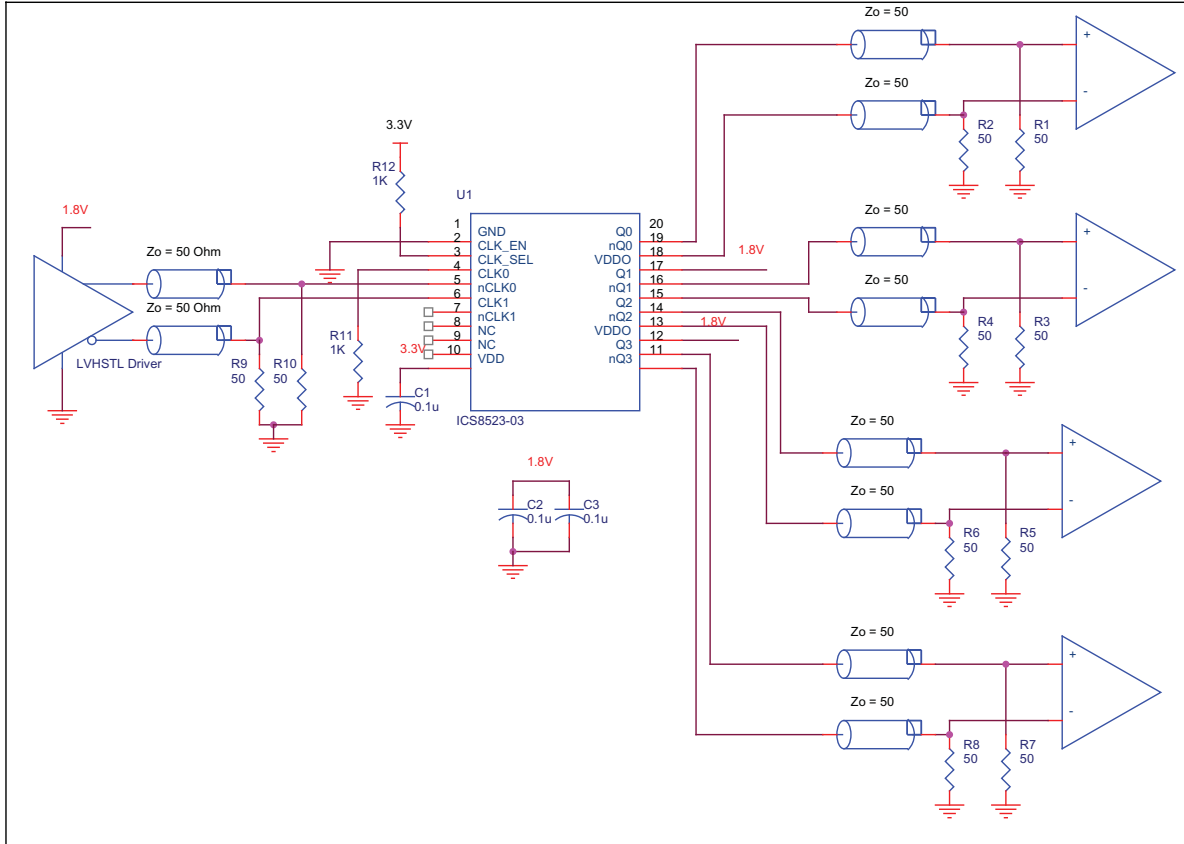 Zo = 50
+
-
Zo = 50
R2
50
R1
50
3.3V
R12
1K
U1
1.8V
Zo = 50 Ohm
Zo = 50 Ohm
LVHSTL Driver
R9
50
R10
50
R11
1K
3.3V
C1
0.1u
1 GND
2 CLK_EN
3 CLK_SEL
4 CLK0
5 nCLK0
6 CLK1
7 nCLK1
8 NC
9 NC
10 VDD
Q0 20
nQ0 19
VDDO 18
Q1 17
nQ1 16
Q2 15
nQ2 14
VDDO 13
Q3 12
nQ3 11
ICS8523-03
1.8V
1.8V
Zo = 50
+
-
Zo = 50
R4
50
R3
50
1.8V
C2
0.1u
C3
0.1u
Zo = 50
+
-
Zo = 50
R6
50
R5
50
Zo = 50
+
-
Zo = 50
R8
50
R7
50